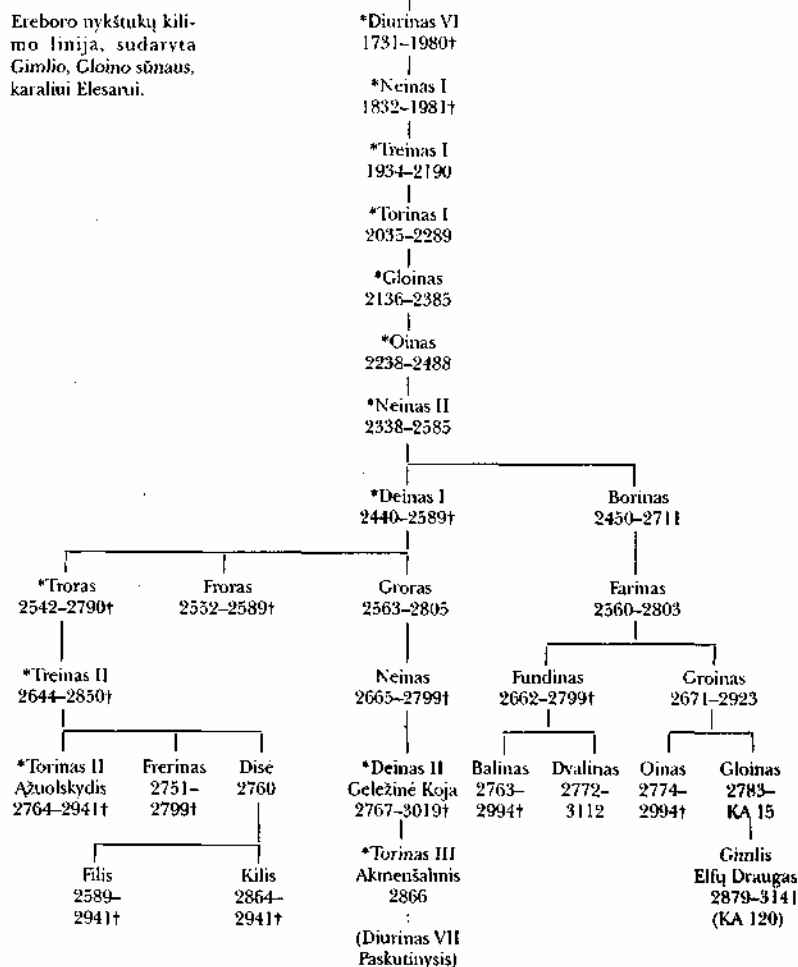 Ereboro nykštukų kili-
mo linija, sudaryta
Gimlio, Gloino sūnaus,
karaliui Elesarui.
*Diurinas VI
1731–1980†
*Neinas I
1832–1981†
*Treinas I
1934–2190
*Torinas I
2035–2289
*Gloinas
2136–2385
*Oinas
2238–2488
*Neinas II
2338–2585
*Deinas I
2440–2589†
Borinas
2450–2711
*Troras
2542–2790†
Froras
2552–2589†
Groras
2563–2805
Farinas
2560–2803
*Treinas II
2644–2850†
Neinas
2665–2799†
Fundinas
2662–2799†
Groinas
2671–2923
*Torinas II
Ąžuolskydis
2764–2941†
Frerinas
2751–
2799†
Disė
2760
*Deinas II
Geležinė Koja
2767–3019†
Balinas
2763–
2994†
Dvalinas
2772–
3112
Oinas
2774–
2994†
Gloinas
2783–
KA 15
Filis
2589–
2941†
Kilis
2864–
2941†
*Torinas III
Akmenšalmis
2866
:
(Diurinas VII
Paskutinysis)
Gimlis
Elfų Draugas
2879–3141
(KA 120)